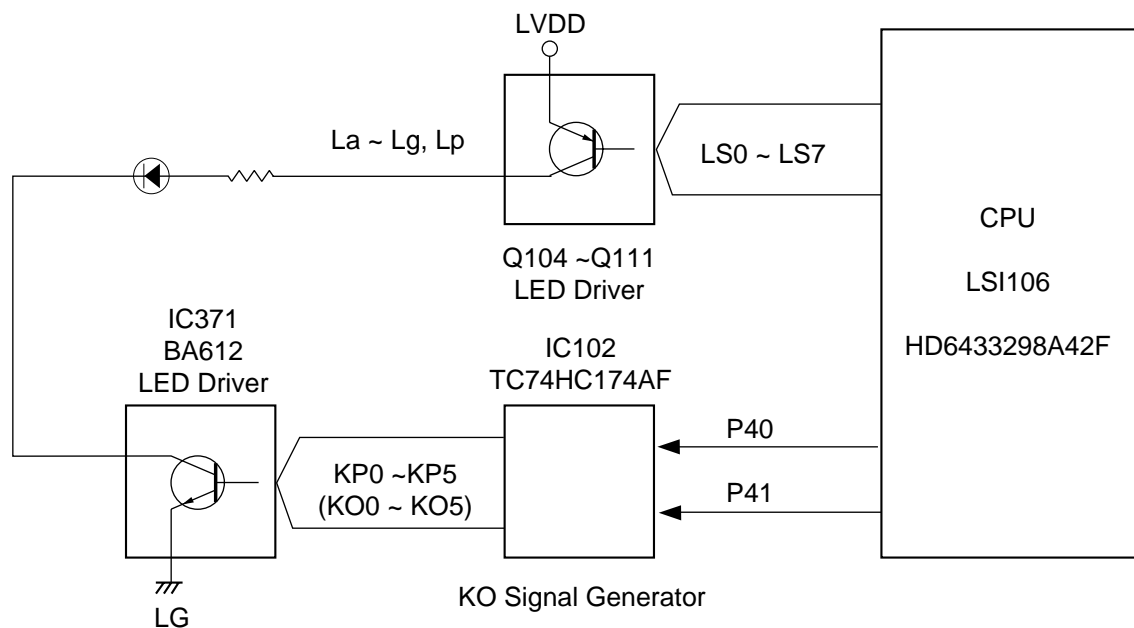 LVDD
La ~ Lg, Lp
LS0 ~ LS7
CPU
LSI106
HD6433298A42F
Q104 ~Q111
LED Driver
IC371
BA612
LED Driver
IC102
TC74HC174AF
P40
P41
KP0 ~KP5
(KO0 ~ KO5)
LG
KO Signal Generator